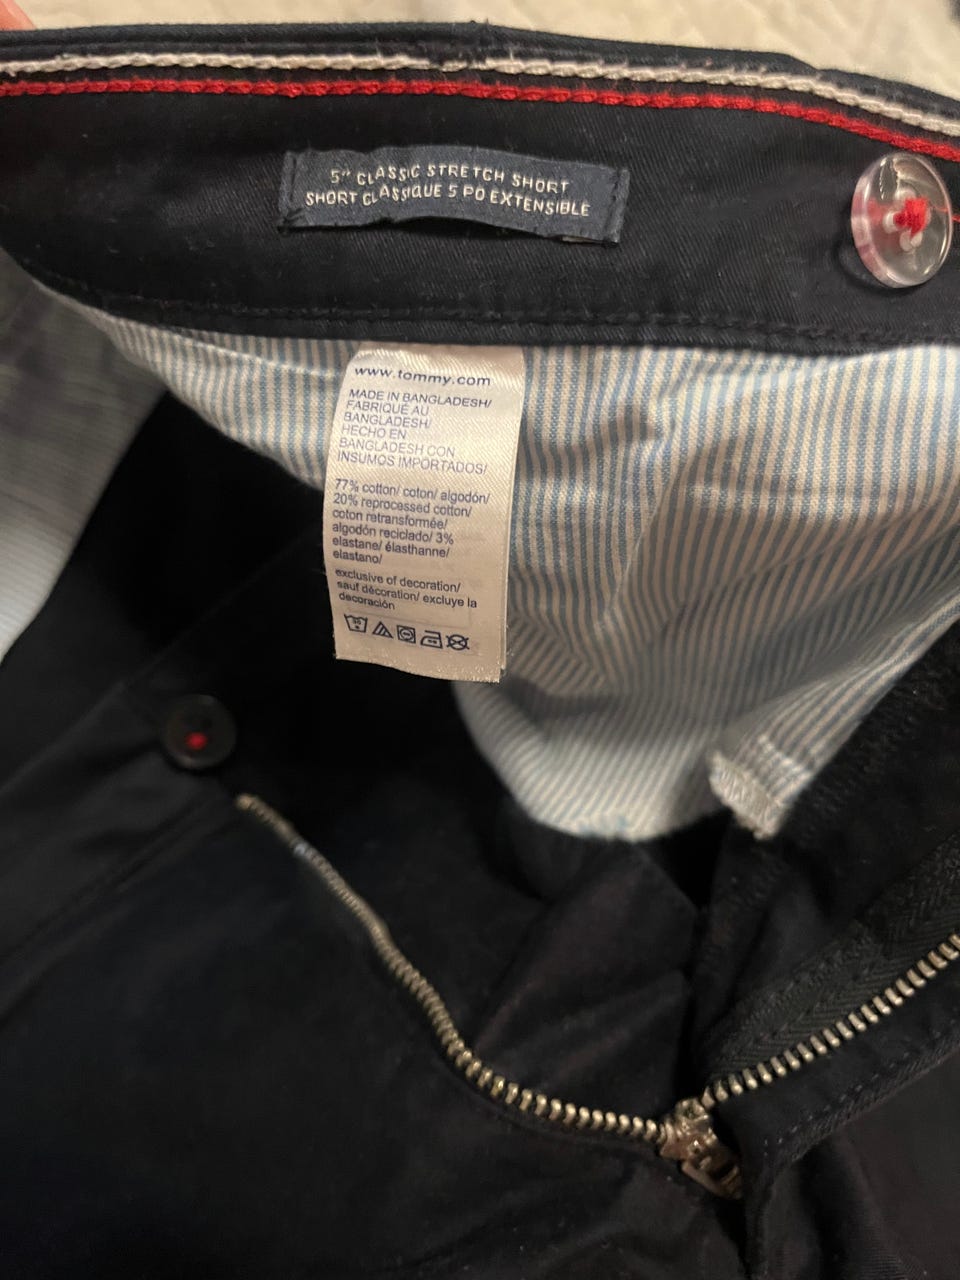 5" CLASSIC STRETCH SHORT
SHORT CLASSIQUE 5 PO EXTENSIBLE
www.tommy.com
MADE IN BANGLADESH/
FABRIQUÉ AU
BANGLADESH/
HECHO EN
BANGLADESH CON
INSUMOS IMPORTADOS/
77% cotton/ coton/ algodón/
20% reprocessed cotton/
coton retransformée/
algodón reciclado/ 3%
elastane/ élasthanne/
elastano/
exclusive of decoration/
sauf décoration/ excluye la
decoración
30